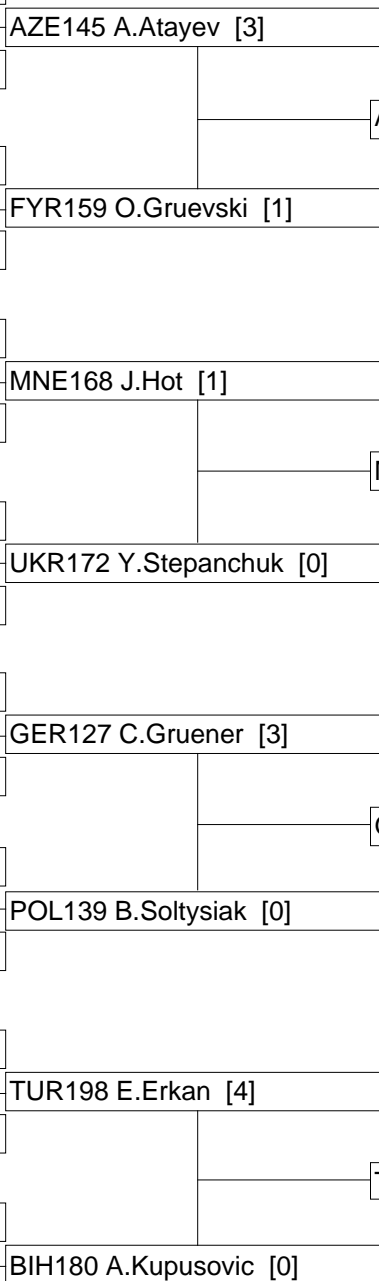 AZE145 A.Atayev [3]
FYR159 O.Gruevski [1]
MNE168 J.Hot [1]
UKR172 Y.Stepanchuk [0]
GER127 C.Gruener [3]
POL139 B.Soltysiak [0]
TUR198 E.Erkan [4]
BIH180 A.Kupusovic [0]